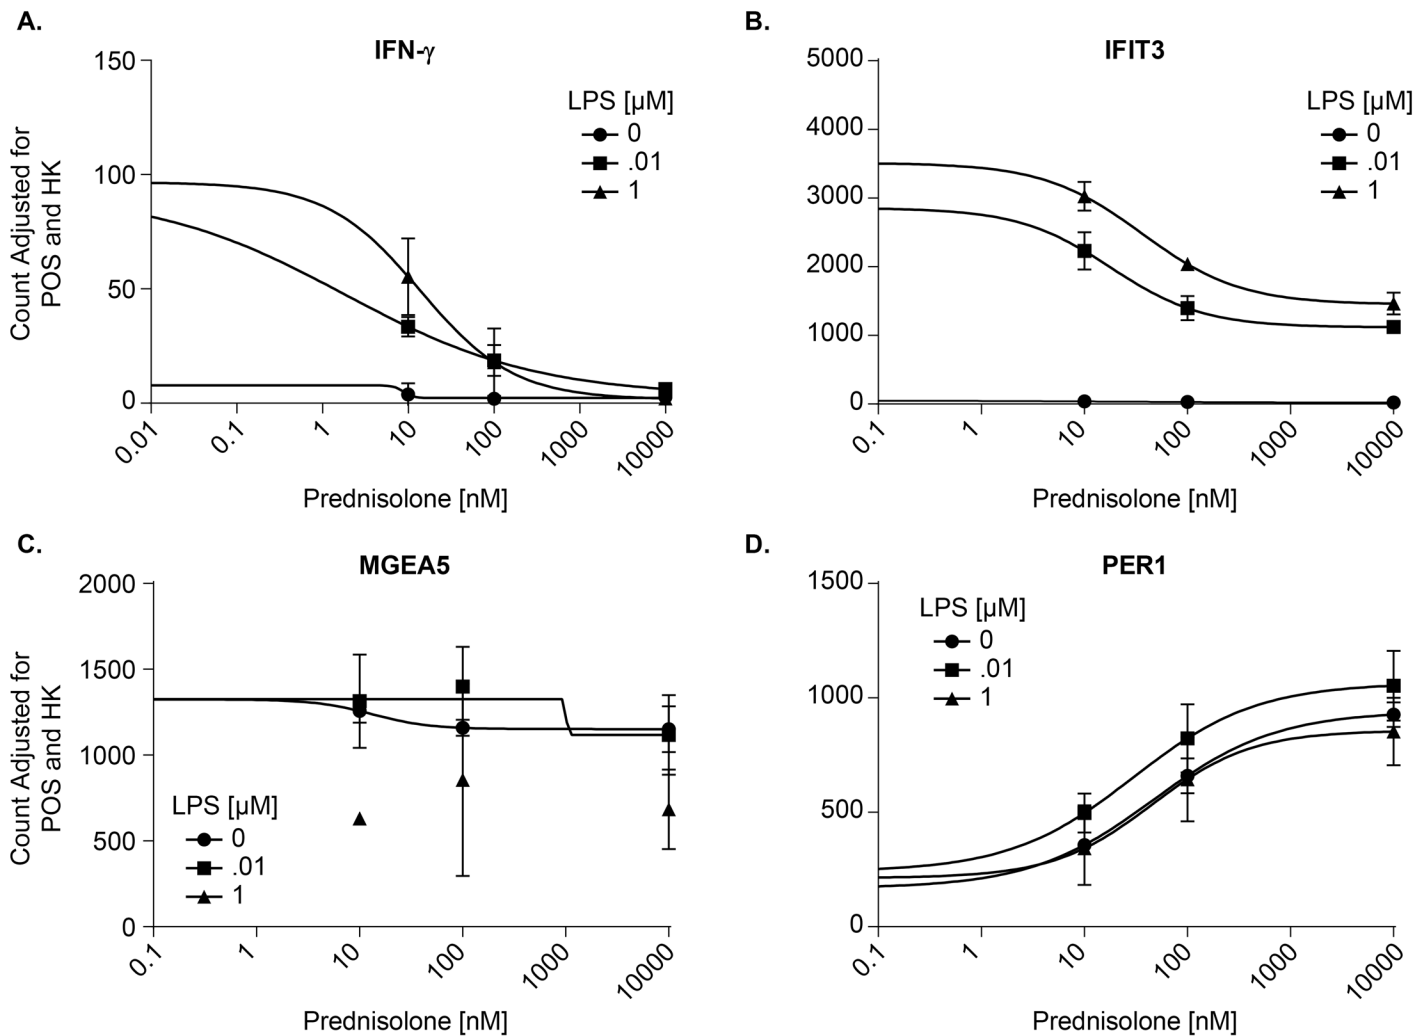 A.
IFN-γ
Count Adjusted for
POS and HK
150
100
50
0
LPS [µM]
0
.01
1
0.01
0.1
1
10
100
1000
10000
Prednisolone [nM]
B.
IFIT3
5000
4000
3000
2000
1000
0
LPS [µM]
0
.01
1
0.1
1
10
100
1000
10000
Prednisolone [nM]
C.
MGEA5
Count Adjusted for
POS and HK
2000
1500
1000
500
0
LPS [µM]
0
.01
1
0.1
1
10
100
1000
10000
Prednisolone [nM]
D.
PER1
1500
1000
500
0
LPS [µM]
0
.01
1
0.1
1
10
100
1000
10000
Prednisolone [nM]